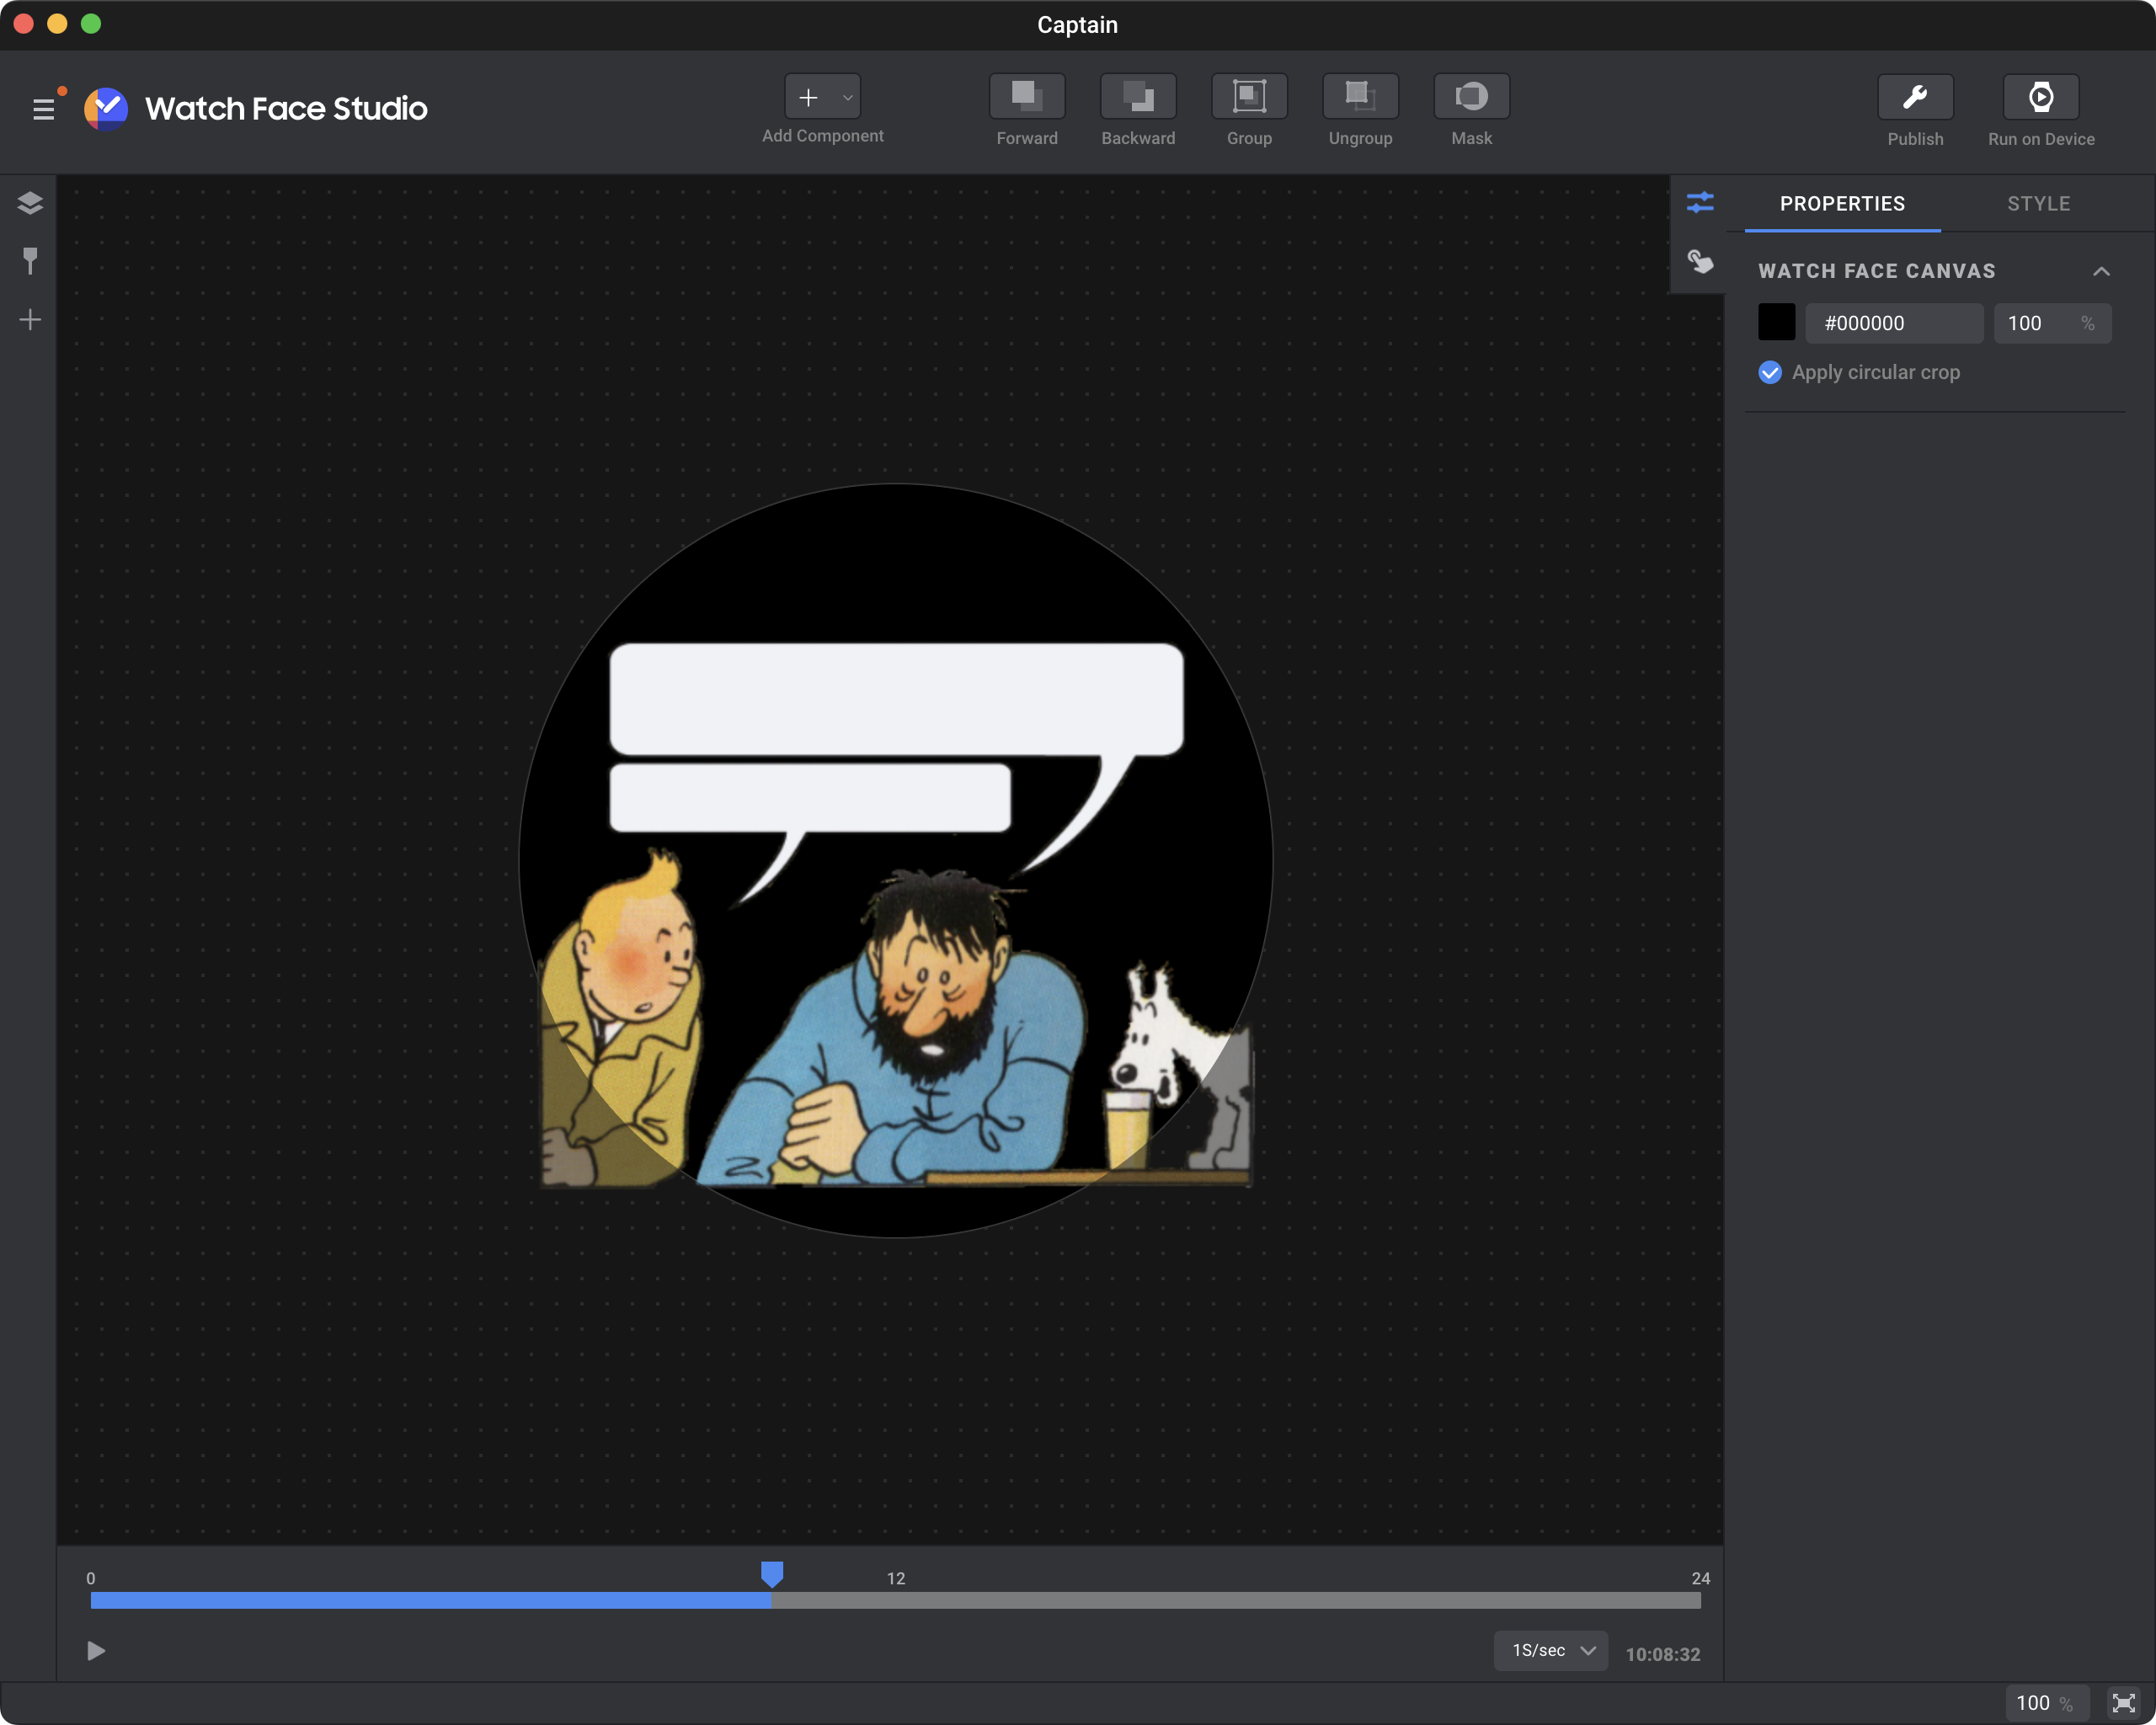 Captain
Watch Face Studio
Add Component
Forward
Backward
Group
Ungroup
Mask
Publish
Run on Device
PROPERTIES
STYLE
WATCH FACE CANVAS
#000000
100 %
Apply circular crop
0
12
24
1S/sec
10:08:32
100 %